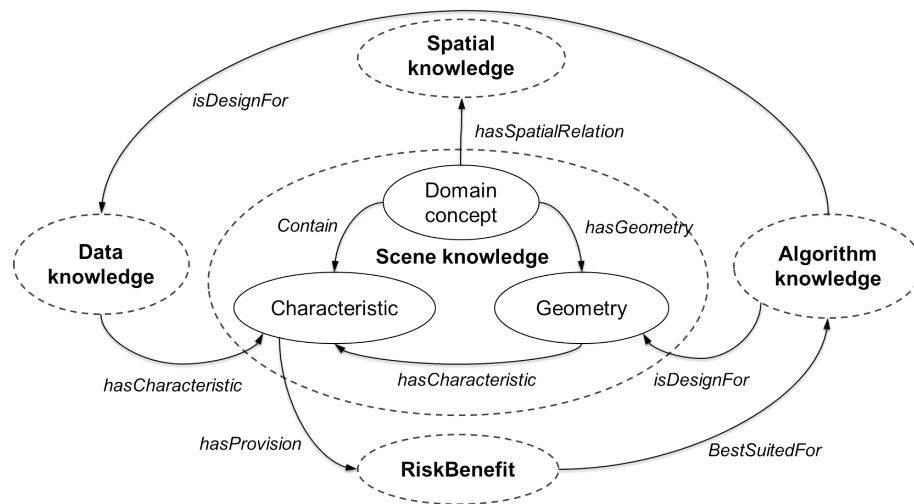 Spatial
knowledge
isDesignFor
hasSpatialRelation
Domain
concept
Contain
hasGeometry
Data
knowledge
Scene knowledge
Algorithm
knowledge
Characteristic
Geometry
hasCharacteristic
hasCharacteristic
isDesignFor
hasProvision
BestSuitedFor
RiskBenefit